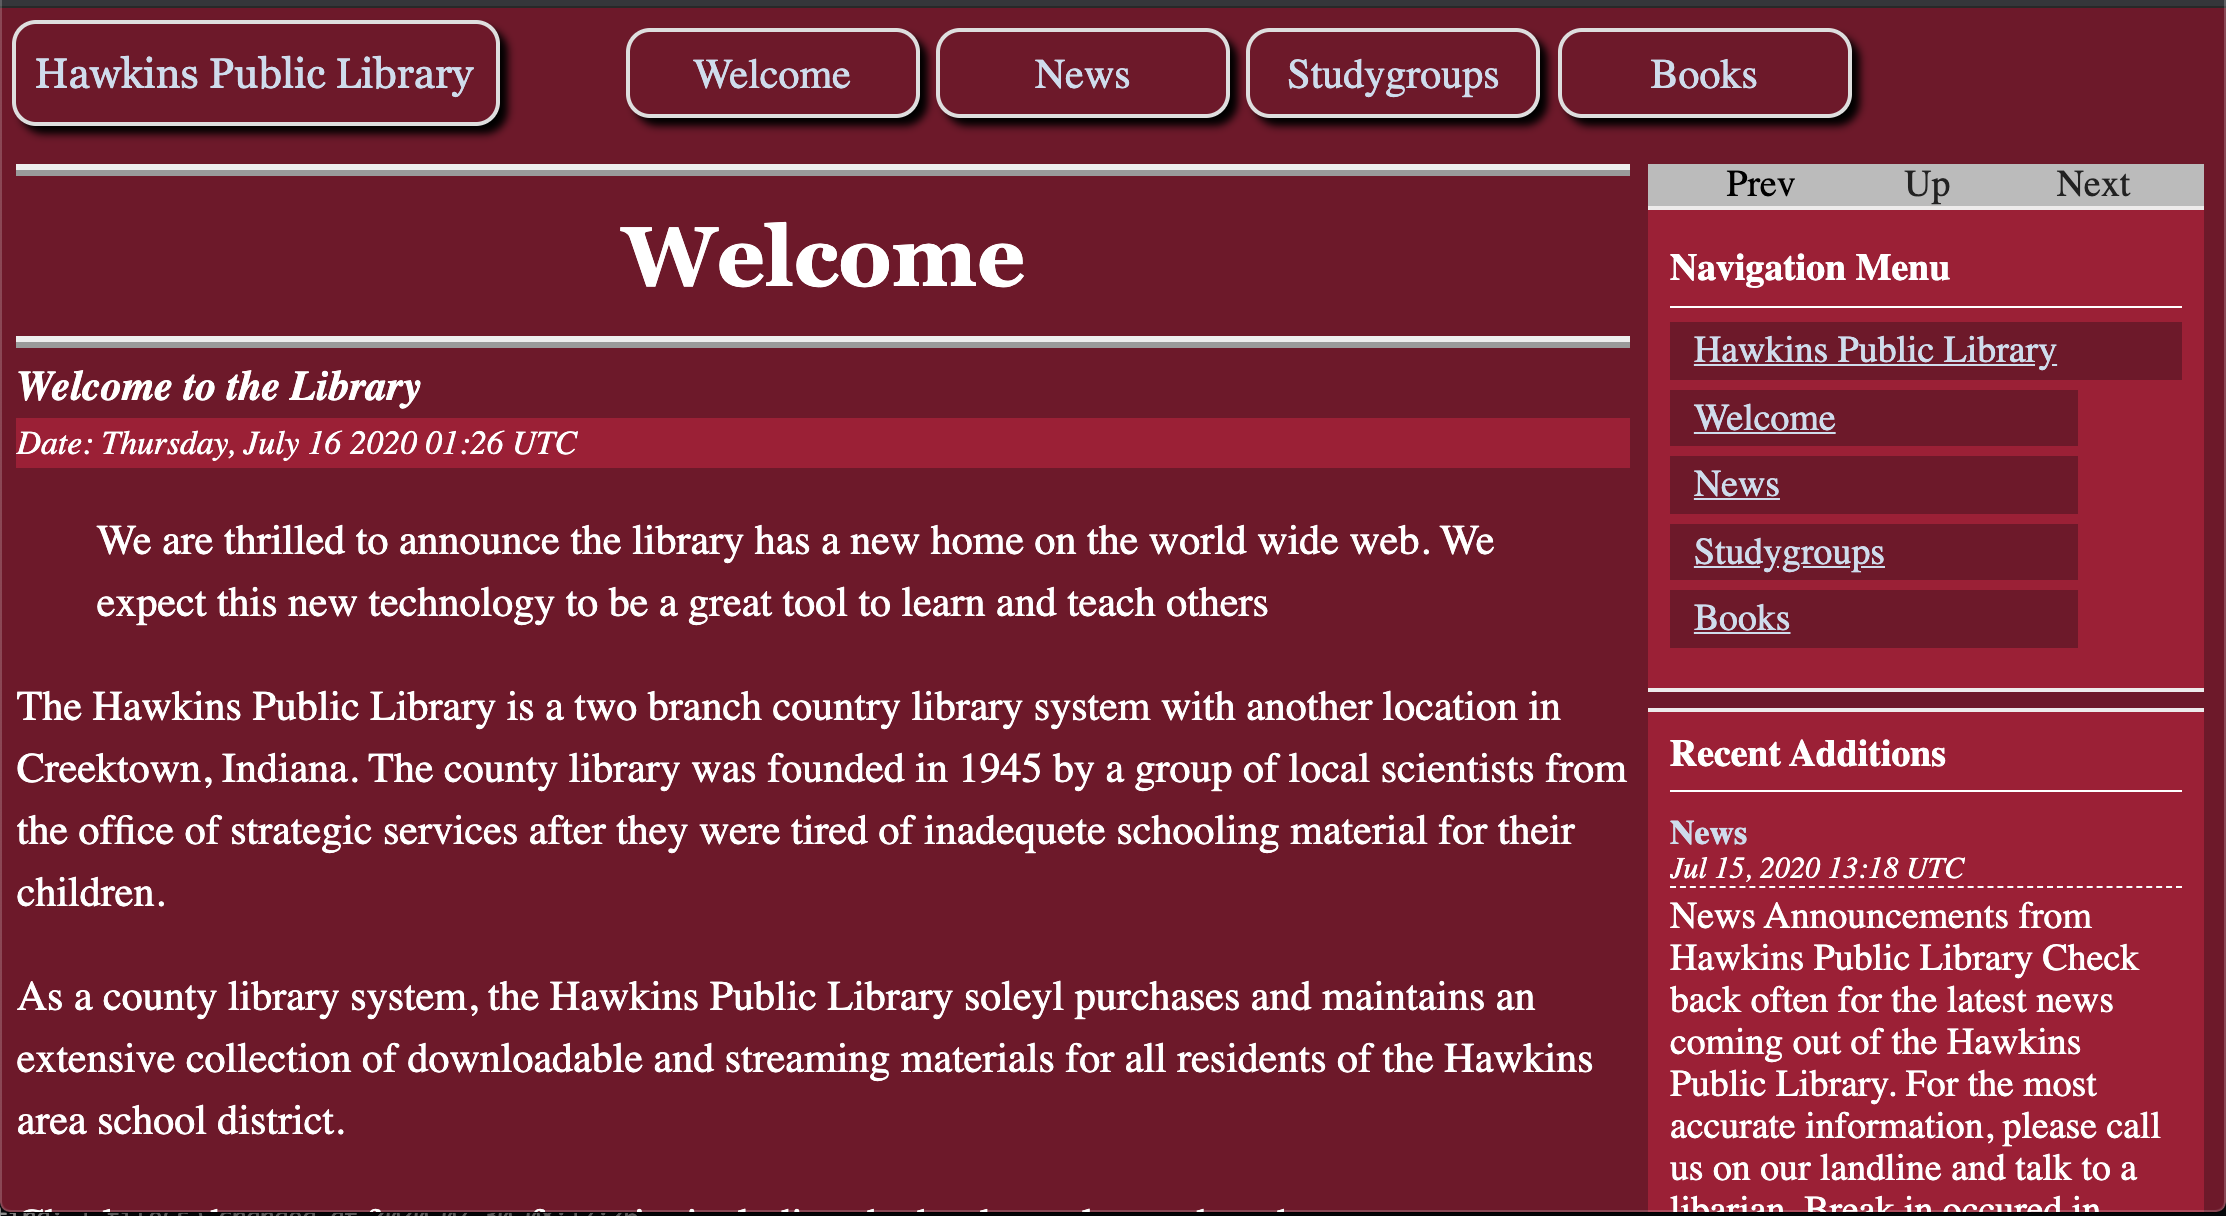 Hawkins Public Library
Welcome
News
Studygroups
Books
Welcome
Welcome to the Library
Date: Thursday, July 16 2020 01:26 UTC
We are thrilled to announce the library has a new home on the world wide web. We
expect this new technology to be a great tool to learn and teach others
The Hawkins Public Library is a two branch country library system with another location in
Creektown, Indiana. The county library was founded in 1945 by a group of local scientists from
the office of strategic services after they were tired of inadequete schooling material for their
children.
As a county library system, the Hawkins Public Library soleyl purchases and maintains an
extensive collection of downloadable and streaming materials for all residents of the Hawkins
area school district.
Prev
Up
Next
Navigation Menu
Hawkins Public Library
Welcome
News
Studygroups
Books
Recent Additions
News
Jul 15, 2020 13:18 UTC
News Announcements from
Hawkins Public Library Check
back often for the latest news
coming out of the Hawkins
Public Library. For the most
accurate information, please call
us on our landline and talk to a
libarian. Break in occured in